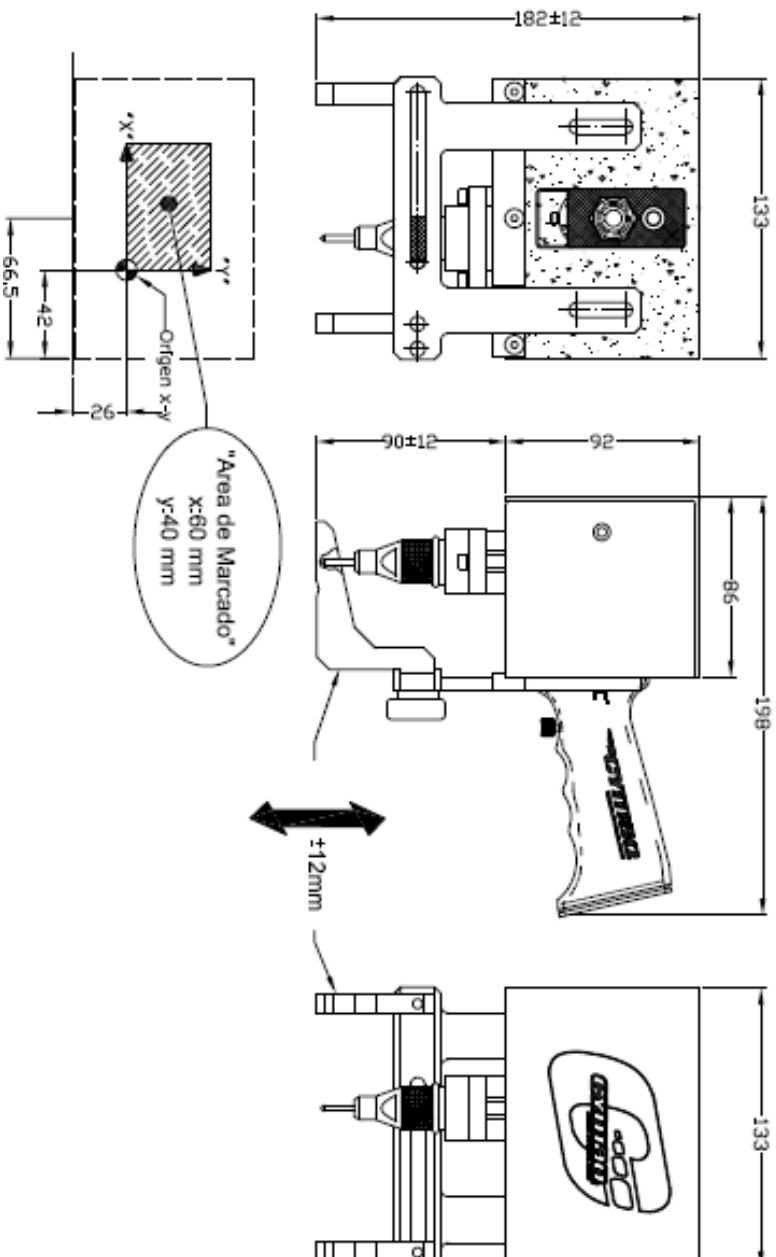 182±12
133
"X"
"Y"
Origen x-y
66.5
42
26
"Area de Marcado"
x:60 mm
y:40 mm
90±12
92
86
198
±12mm
133